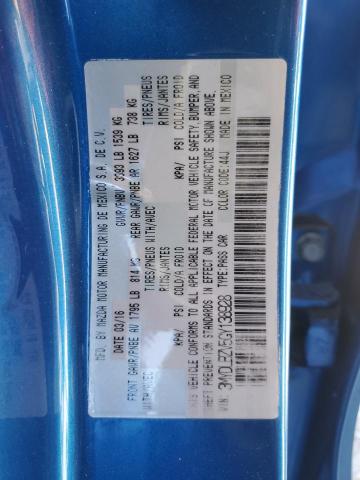 MFD. BY MAZDA MOTOR MANUFACTURING DE MEXICO S.A. DE C.V.
DATE: 03/16 GVWR/PNBV 3393 LB 1539 KG
FRONT GAWR/PNBE AV 1795 LB 814 KG REAR GAWR/PNBE AR 1627 LB 738 KG
WITH/AVEC TIRES/PNEUS WITH/AVEC TIRES/PNEUS
RIMS/JANTES RIMS/JANTES
KPA/ PSI COLD/A FROID KPA/ PSI COLD/A FROID
THIS VEHICLE CONFORMS TO ALL APPLICABLE FEDERAL MOTOR VEHICLE SAFETY, BUMPER, AND
THEFT PREVENTION STANDARDS IN EFFECT ON THE DATE OF MANUFACTURE SHOWN ABOVE.
TYPE: PASS CAR COLOR CODE: 44J MADE IN MEXICO
VIN: